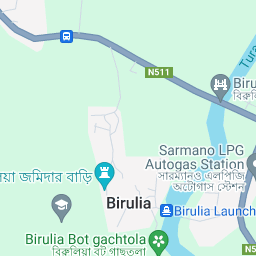 Tura
N511
Biru
বিরুলি
Sarmano LPG
Autogas Station
সারমানও এলপিজি
অটোগাস স্টেশন
য়া জমিদার বাড়ি
Birulia
Birulia Launch
Birulia Bot gachtola
বিরুলিয়া বট গাছতলা